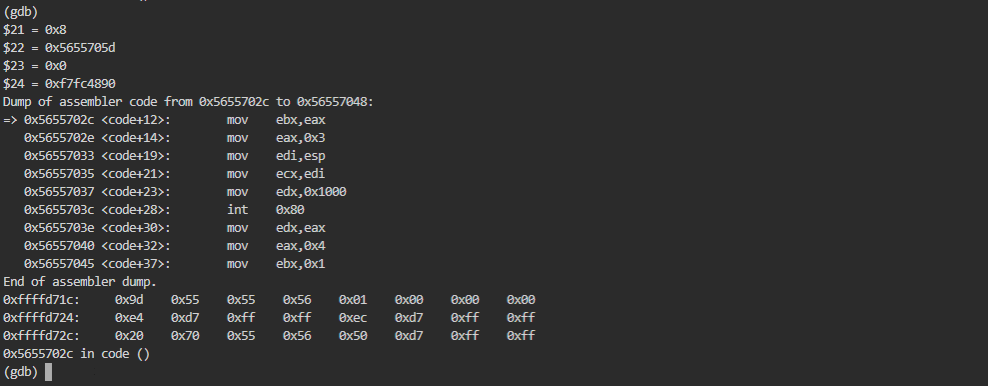 (gdb)
$21 = 0x8
$22 = 0x5655705d
$23 = 0x0
$24 = 0xf7fc4890
Dump of assembler code from 0x5655702c to 0x56557048:
=> 0x5655702c <code+12>: mov ebx,eax
0x5655702e <code+14>: mov eax,0x3
0x56557033 <code+19>: mov edi,esp
0x56557035 <code+21>: mov ecx,edi
0x56557037 <code+23>: mov edx,0x1000
0x5655703c <code+28>: int 0x80
0x5655703e <code+30>: mov edx,eax
0x56557040 <code+32>: mov eax,0x4
0x56557045 <code+37>: mov ebx,0x1
End of assembler dump.
0xffffd71c: 0x9d 0x55 0x55 0x56 0x01 0x00 0x00 0x00
0xffffd724: 0xe4 0xd7 0xff 0xff 0xec 0xd7 0xff 0xff
0xffffd72c: 0x20 0x70 0x55 0x56 0x50 0xd7 0xff 0xff
0x5655702c in code ()
(gdb)